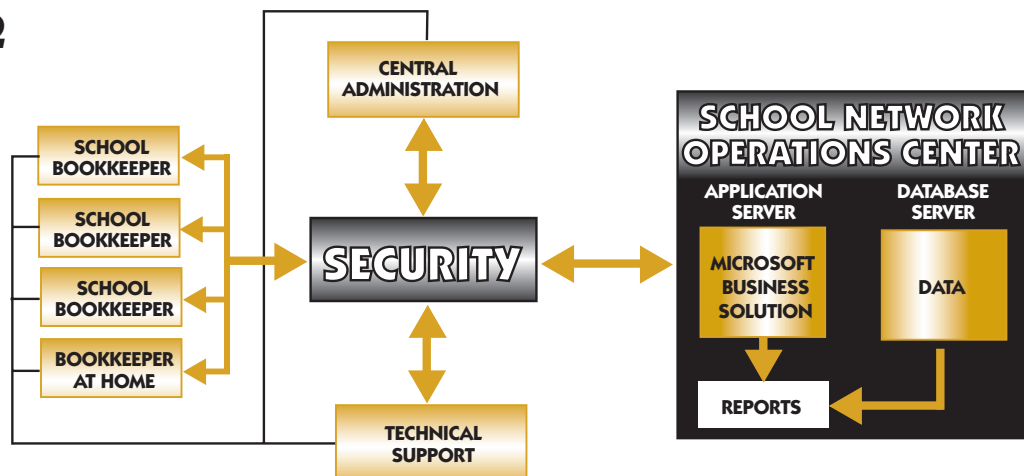 2
CENTRAL
ADMINISTRATION
SCHOOL
BOOKKEEPER
SCHOOL
BOOKKEEPER
SCHOOL
BOOKKEEPER
BOOKKEEPER
AT HOME
SECURITY
TECHNICAL
SUPPORT
SCHOOL NETWORK
OPERATIONS CENTER
APPLICATION
SERVER
DATABASE
SERVER
MICROSOFT
BUSINESS
SOLUTION
DATA
REPORTS